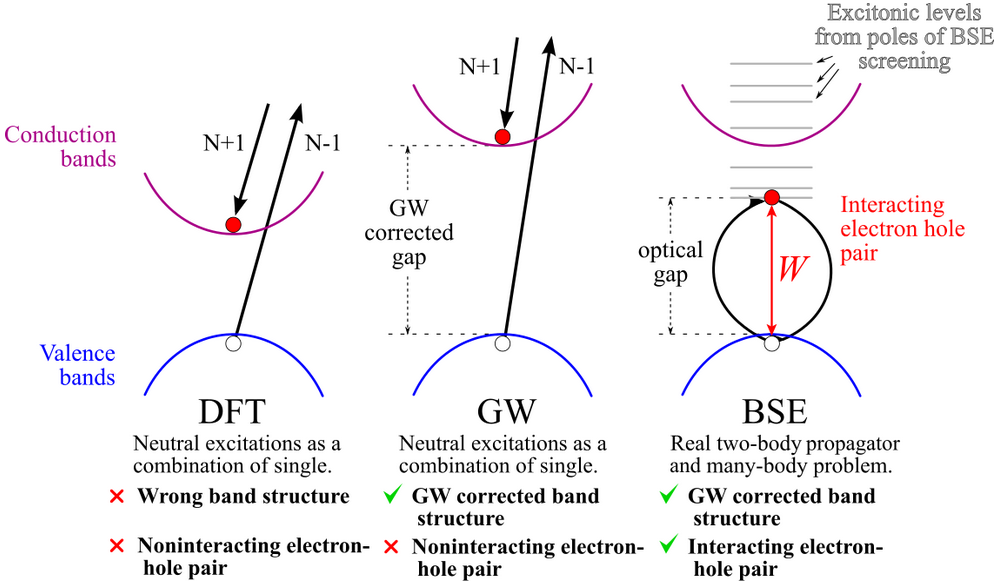 Excitonic levels
from poles of BSE
screening
N+1
N-1
N+1
N-1
Conduction
bands
GW
corrected
gap
optical
gap
W
Interacting
electron hole
pair
Valence
bands
DFT
Neutral excitations as a
combination of single.
Wrong band structure
Noninteracting electron-
hole pair
GW
Neutral excitations as a
combination of single.
GW corrected band
structure
Noninteracting electron-
hole pair
BSE
Real two-body propagator
and many-body problem.
GW corrected band
structure
Interacting electron-
hole pair